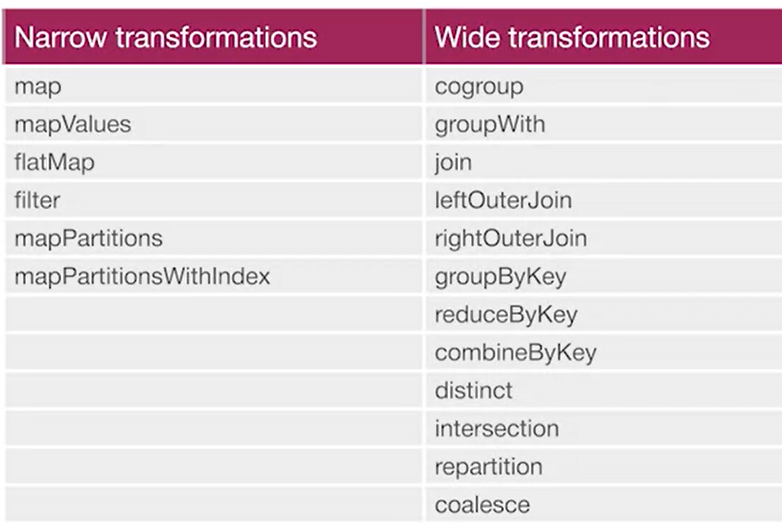 Narrow transformations Wide transformations
map cogroup
mapValues groupWith
flatMap join
filter leftOuterJoin
mapPartitions rightOuterJoin
mapPartitionsWithIndex groupByKey
reduceByKey
combineByKey
distinct
intersection
repartition
coalesce